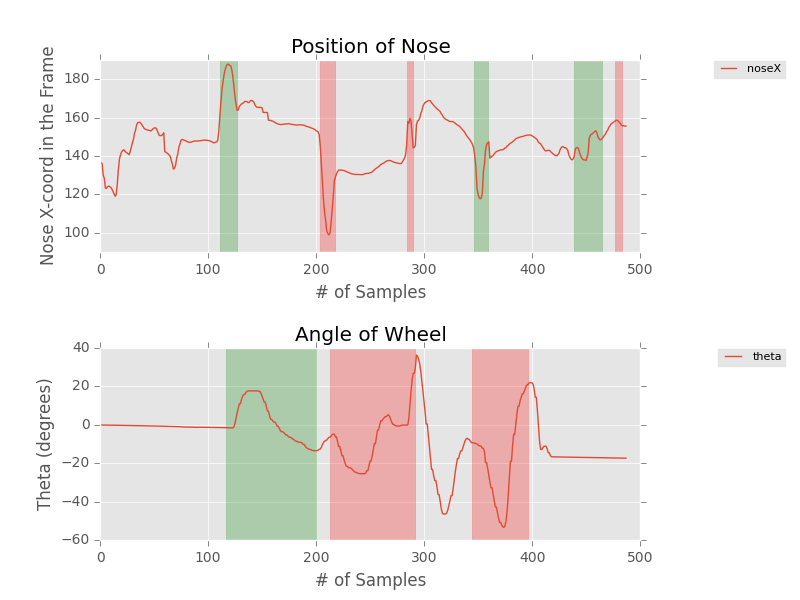 Position of Nose
noseX
Nose X-coord in the Frame
180
160
140
120
100
0 100 200 300 400 500
# of Samples
Angle of Wheel
theta
Theta (degrees)
40
20
0
−20
−40
−60
0 100 200 300 400 500
# of Samples